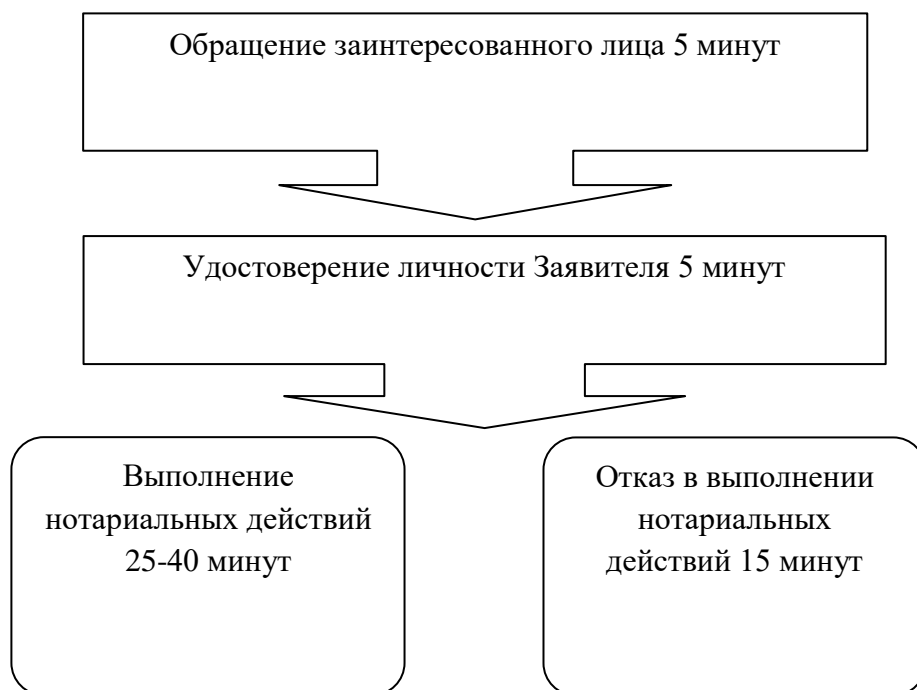 Обращение заинтересованного лица 5 минут
Удостоверение личности Заявителя 5 минут
Выполнение
нотариальных действий
25-40 минут
Отказ в выполнении
нотариальных
действий 15 минут